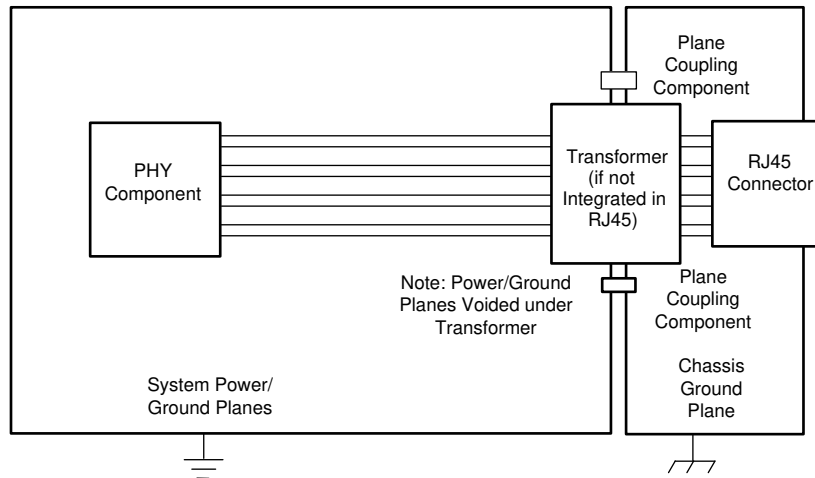 Plane
Coupling
Component
PHY
Component
Transformer
(if not
Integrated in
RJ45)
RJ45
Connector
Note: Power/Ground
Planes Voided under
Transformer
Plane
Coupling
Component
System Power/
Ground Planes
Chassis
Ground
Plane